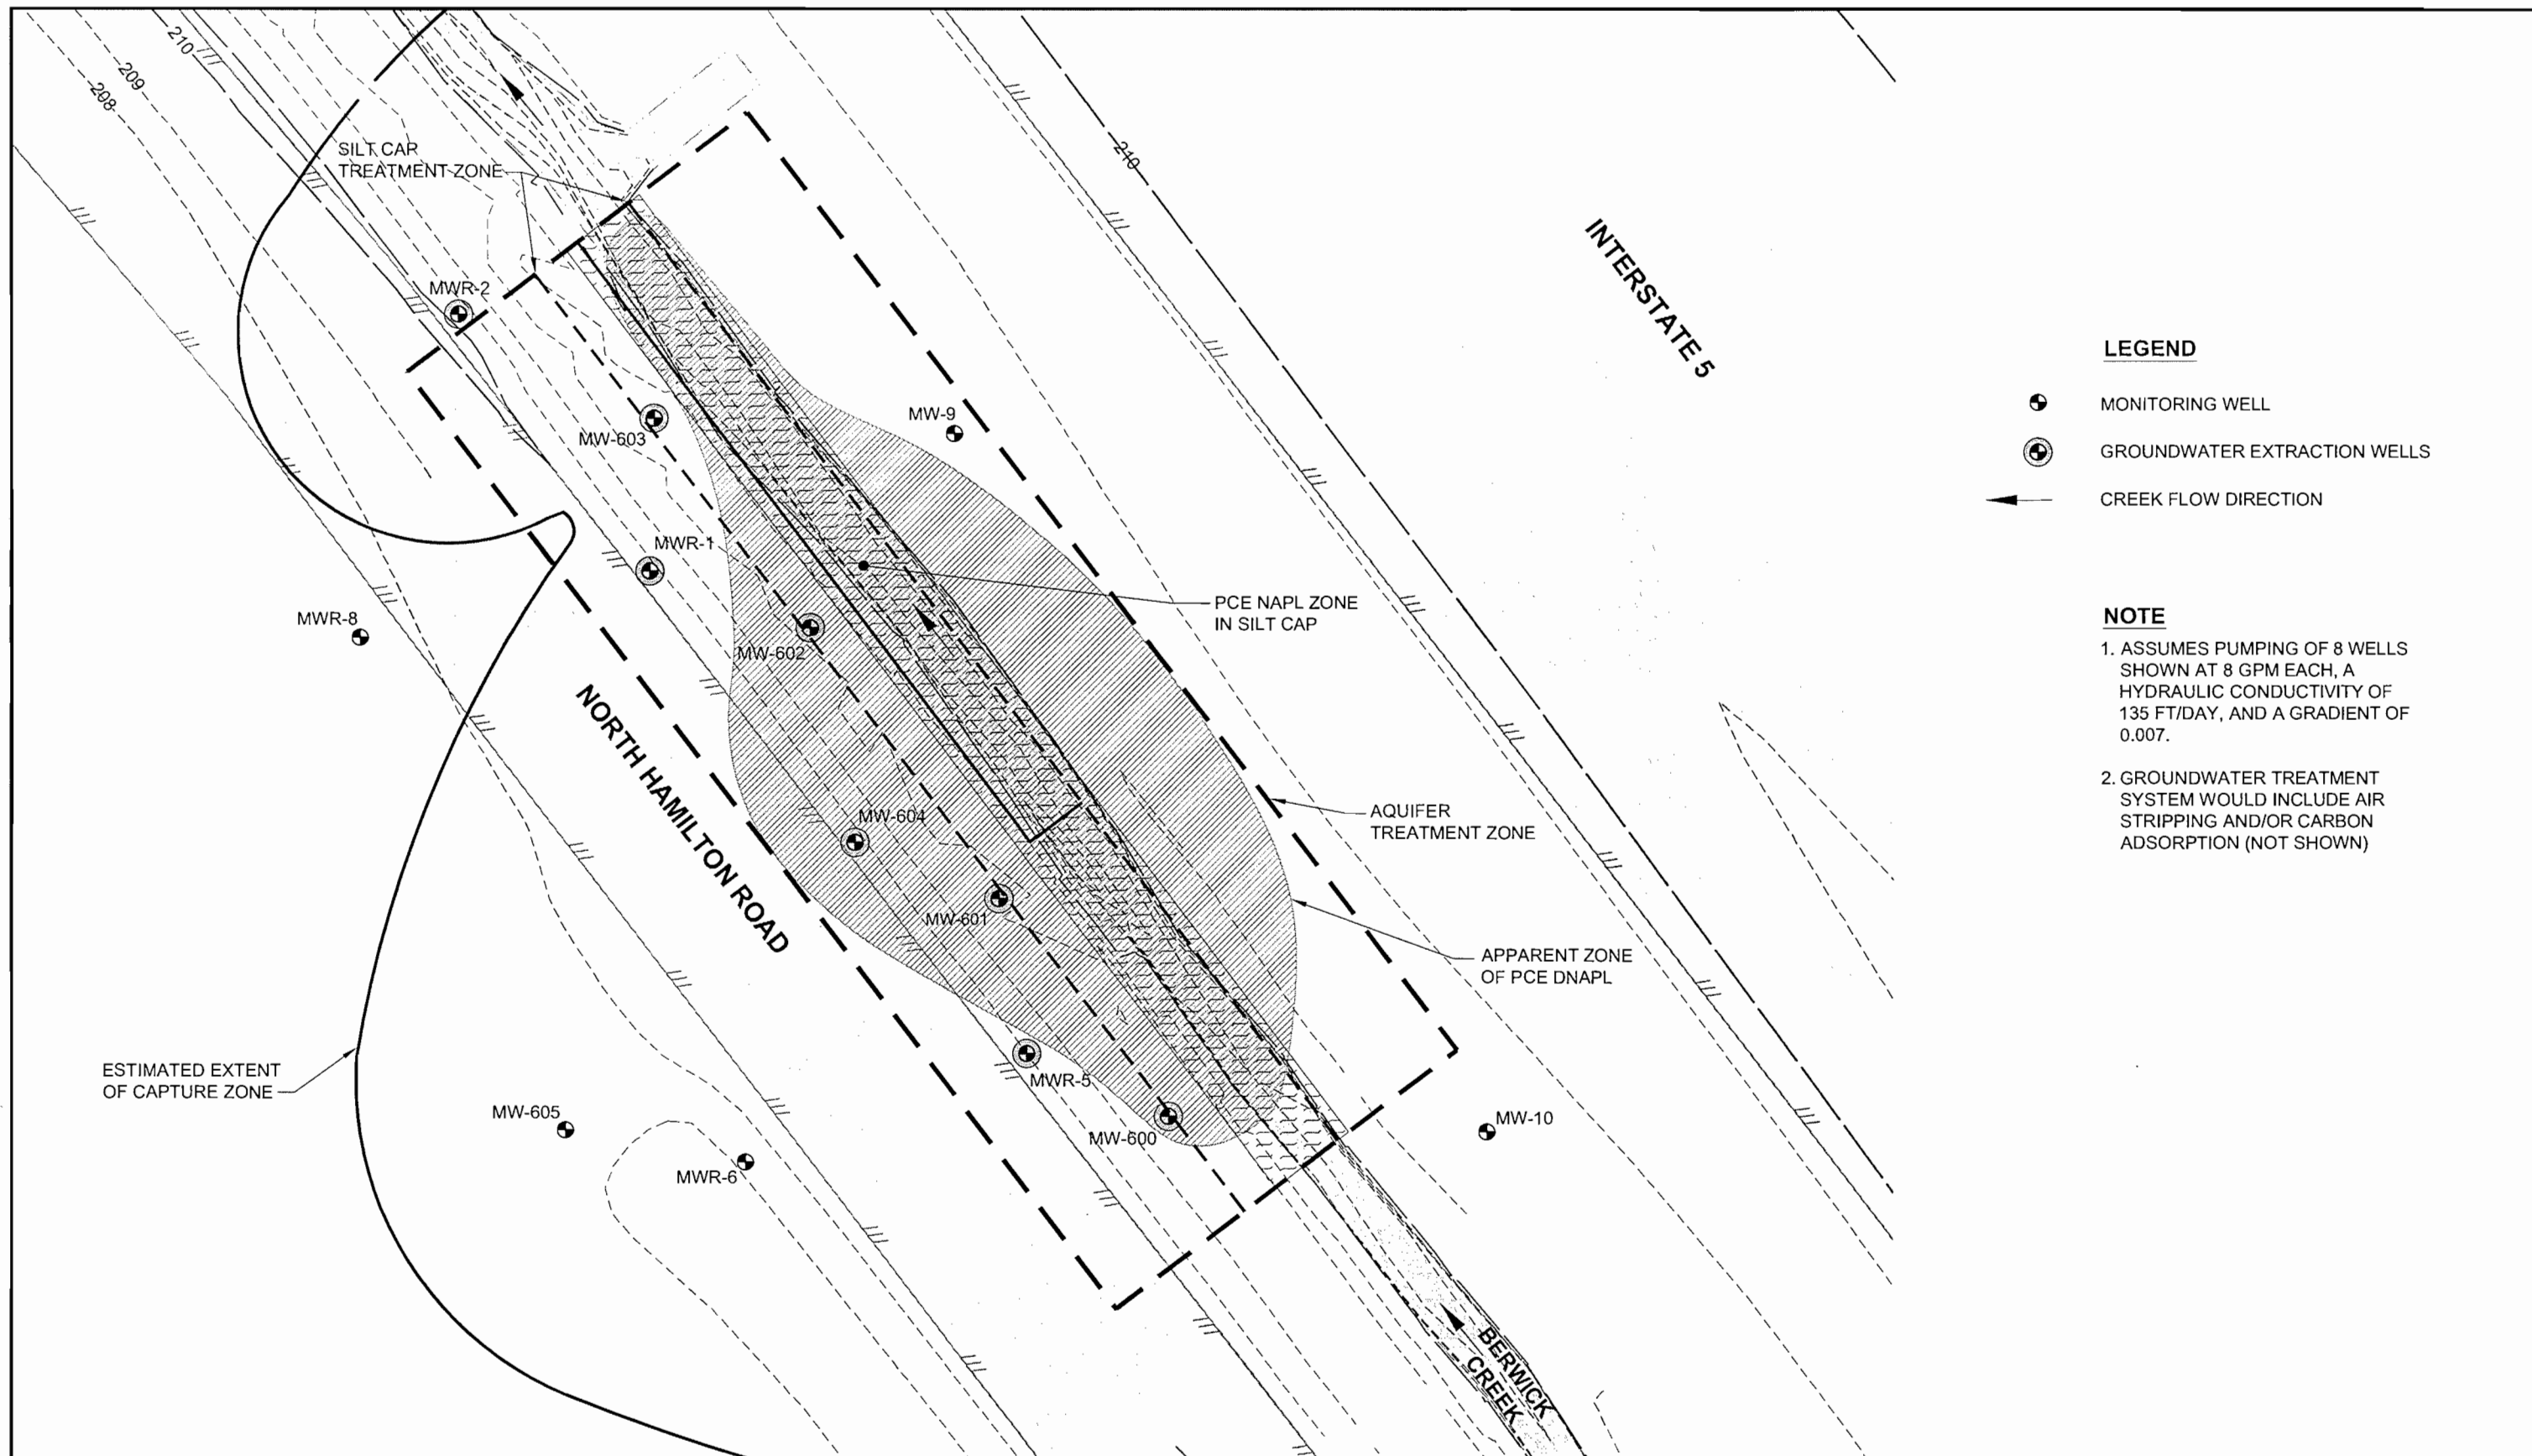 210
209
208
SILT CAP
TREATMENT ZONE
210
INTERSTATE 5
MWR-2
MW-9
MW-603
MWR-1
MWR-8
MW-602
PCE NAPL ZONE
IN SILT CAP
NORTH HAMILTON ROAD
MW-604
AQUIFER
TREATMENT ZONE
MW-601
APPARENT ZONE
OF PCE DNAPL
ESTIMATED EXTENT
OF CAPTURE ZONE
MWR-5
MW-605
MW-600
MW-10
MWR-6
BERWICK
CREEK
LEGEND
MONITORING WELL
GROUNDWATER EXTRACTION WELLS
CREEK FLOW DIRECTION
NOTE
1. ASSUMES PUMPING OF 8 WELLS
SHOWN AT 8 GPM EACH, A
HYDRAULIC CONDUCTIVITY OF
135 FT/DAY, AND A GRADIENT OF
0.007.
2. GROUNDWATER TREATMENT
SYSTEM WOULD INCLUDE AIR
STRIPPING AND/OR CARBON
ADSORPTION (NOT SHOWN)